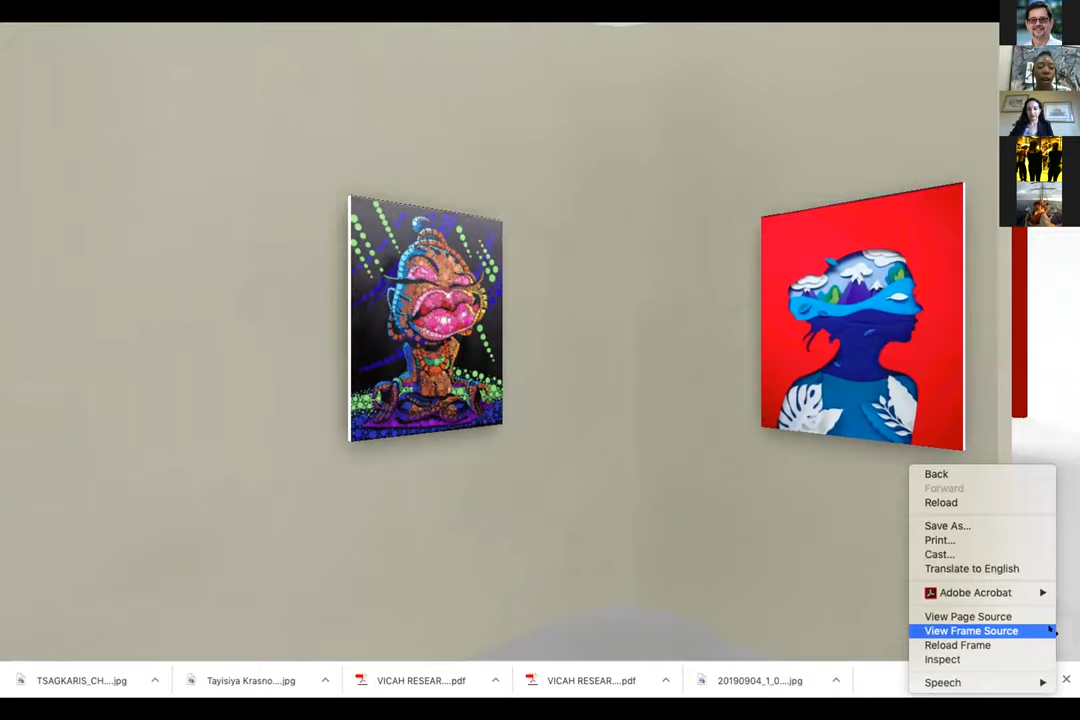 Back
Forward
Reload
Save As...
Print...
Cast...
Translate to English
Adobe Acrobat
View Page Source
View Frame Source
Reload Frame
Inspect
Speech
TSAGKARIS_CH....jpg
Tayisiya Krasno....jpg
VICAH RESEAR....pdf
VICAH RESEAR....pdf
20190904_1_0....jpg